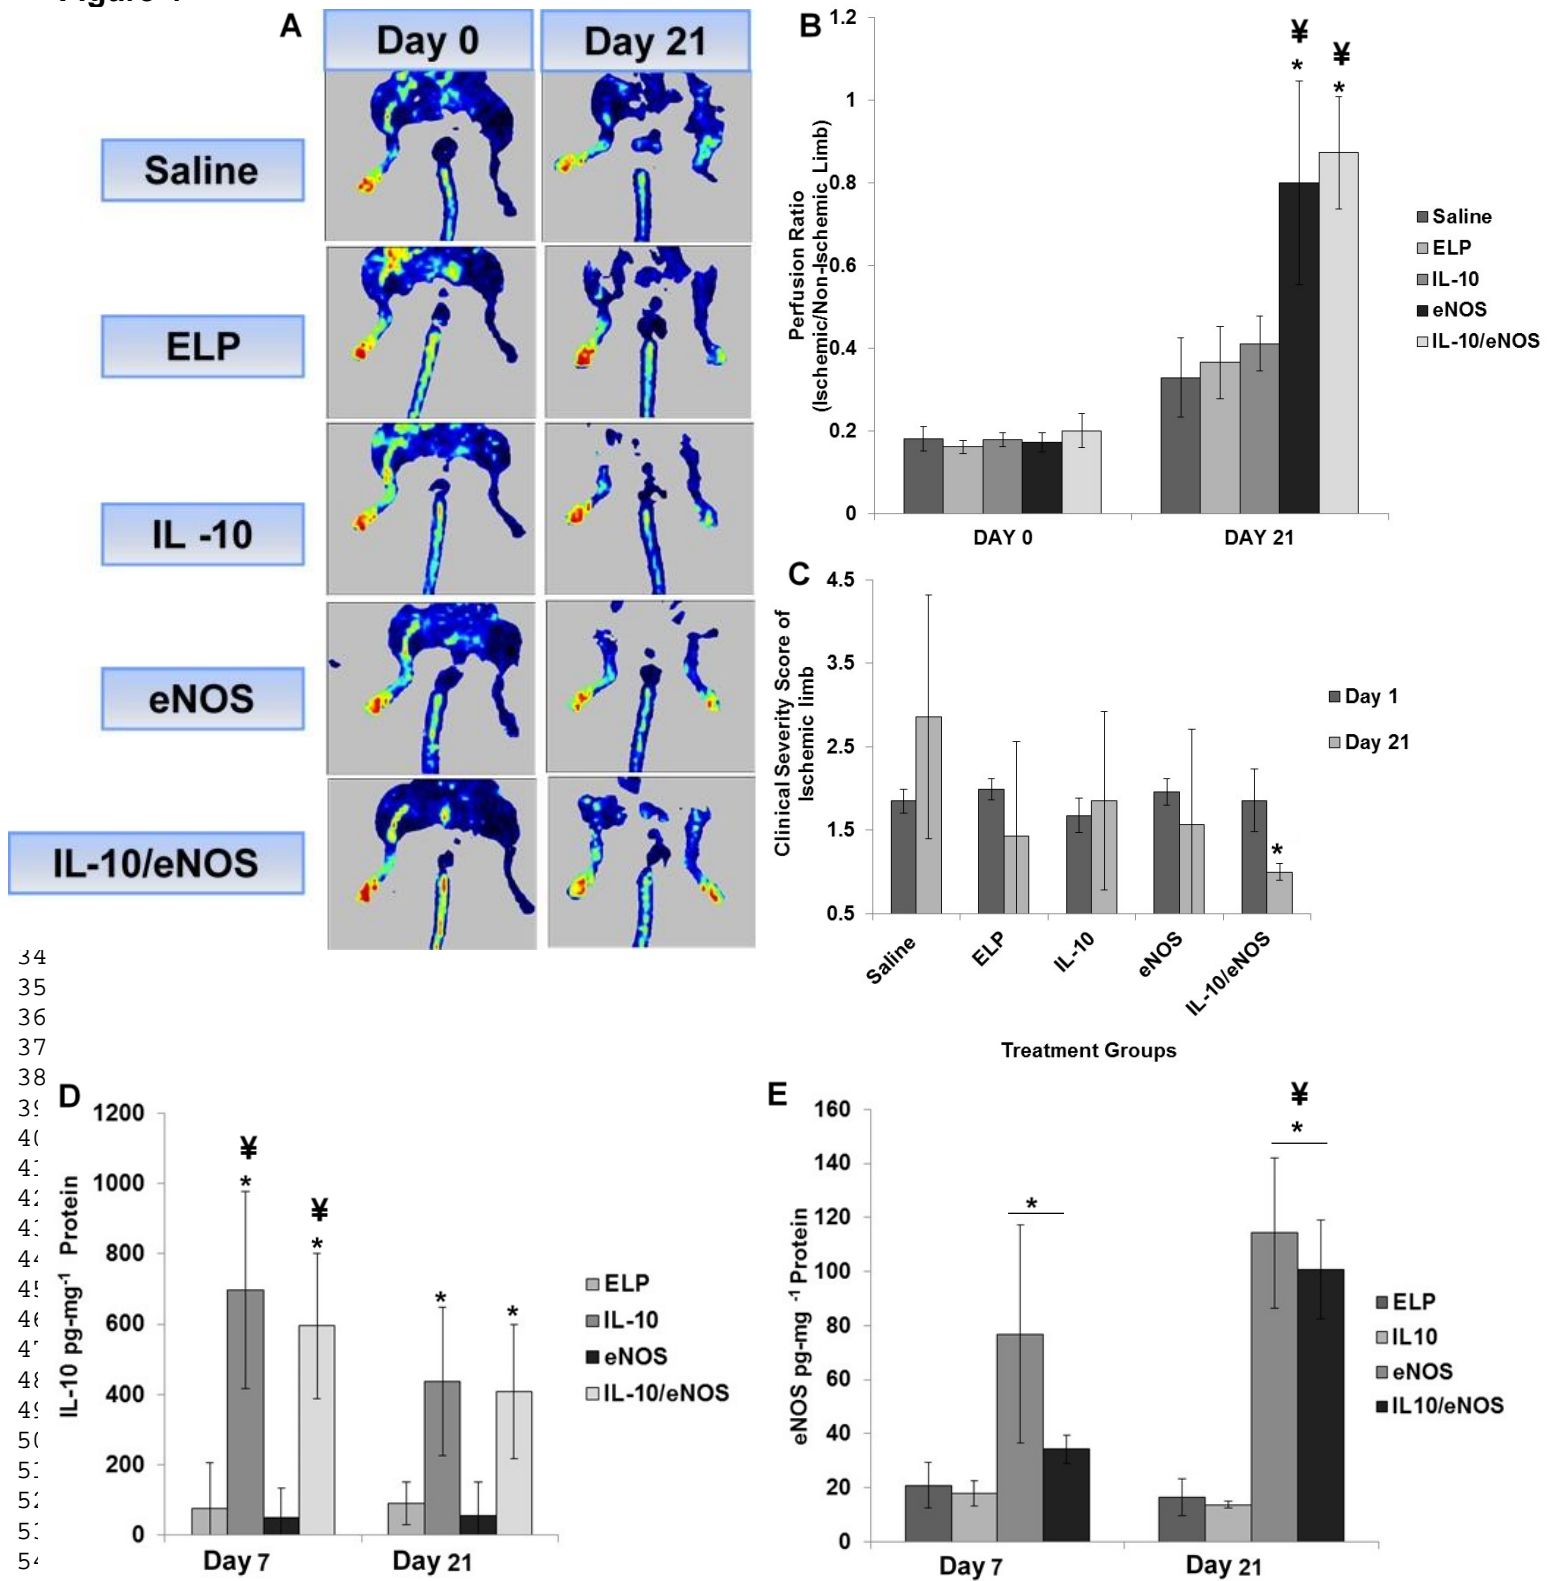 A
Day 0
Day 21
Saline
ELP
IL -10
eNOS
IL-10/eNOS
B
1.2
1
0.8
0.6
0.4
0.2
0
Perfusion Ratio
(Ischemic/Non-Ischemic Limb)
¥
*
¥
*
DAY 0
DAY 21
Saline
ELP
IL-10
eNOS
IL-10/eNOS
C
4.5
3.5
2.5
1.5
0.5
Clinical Severity Score of
Ischemic limb
*
Day 1
Day 21
Saline
ELP
IL-10
eNOS
IL-10/eNOS
Treatment Groups
34
35
36
37
38
D
1200
1000
800
600
400
200
0
IL-10 pg-mg-1 Protein
¥
*
¥
*
*
*
Day 7
Day 21
ELP
IL-10
eNOS
IL-10/eNOS
E
160
140
120
100
80
60
40
20
0
eNOS pg-mg -1 Protein
*
¥
*
Day 7
Day 21
ELP
IL10
eNOS
IL10/eNOS